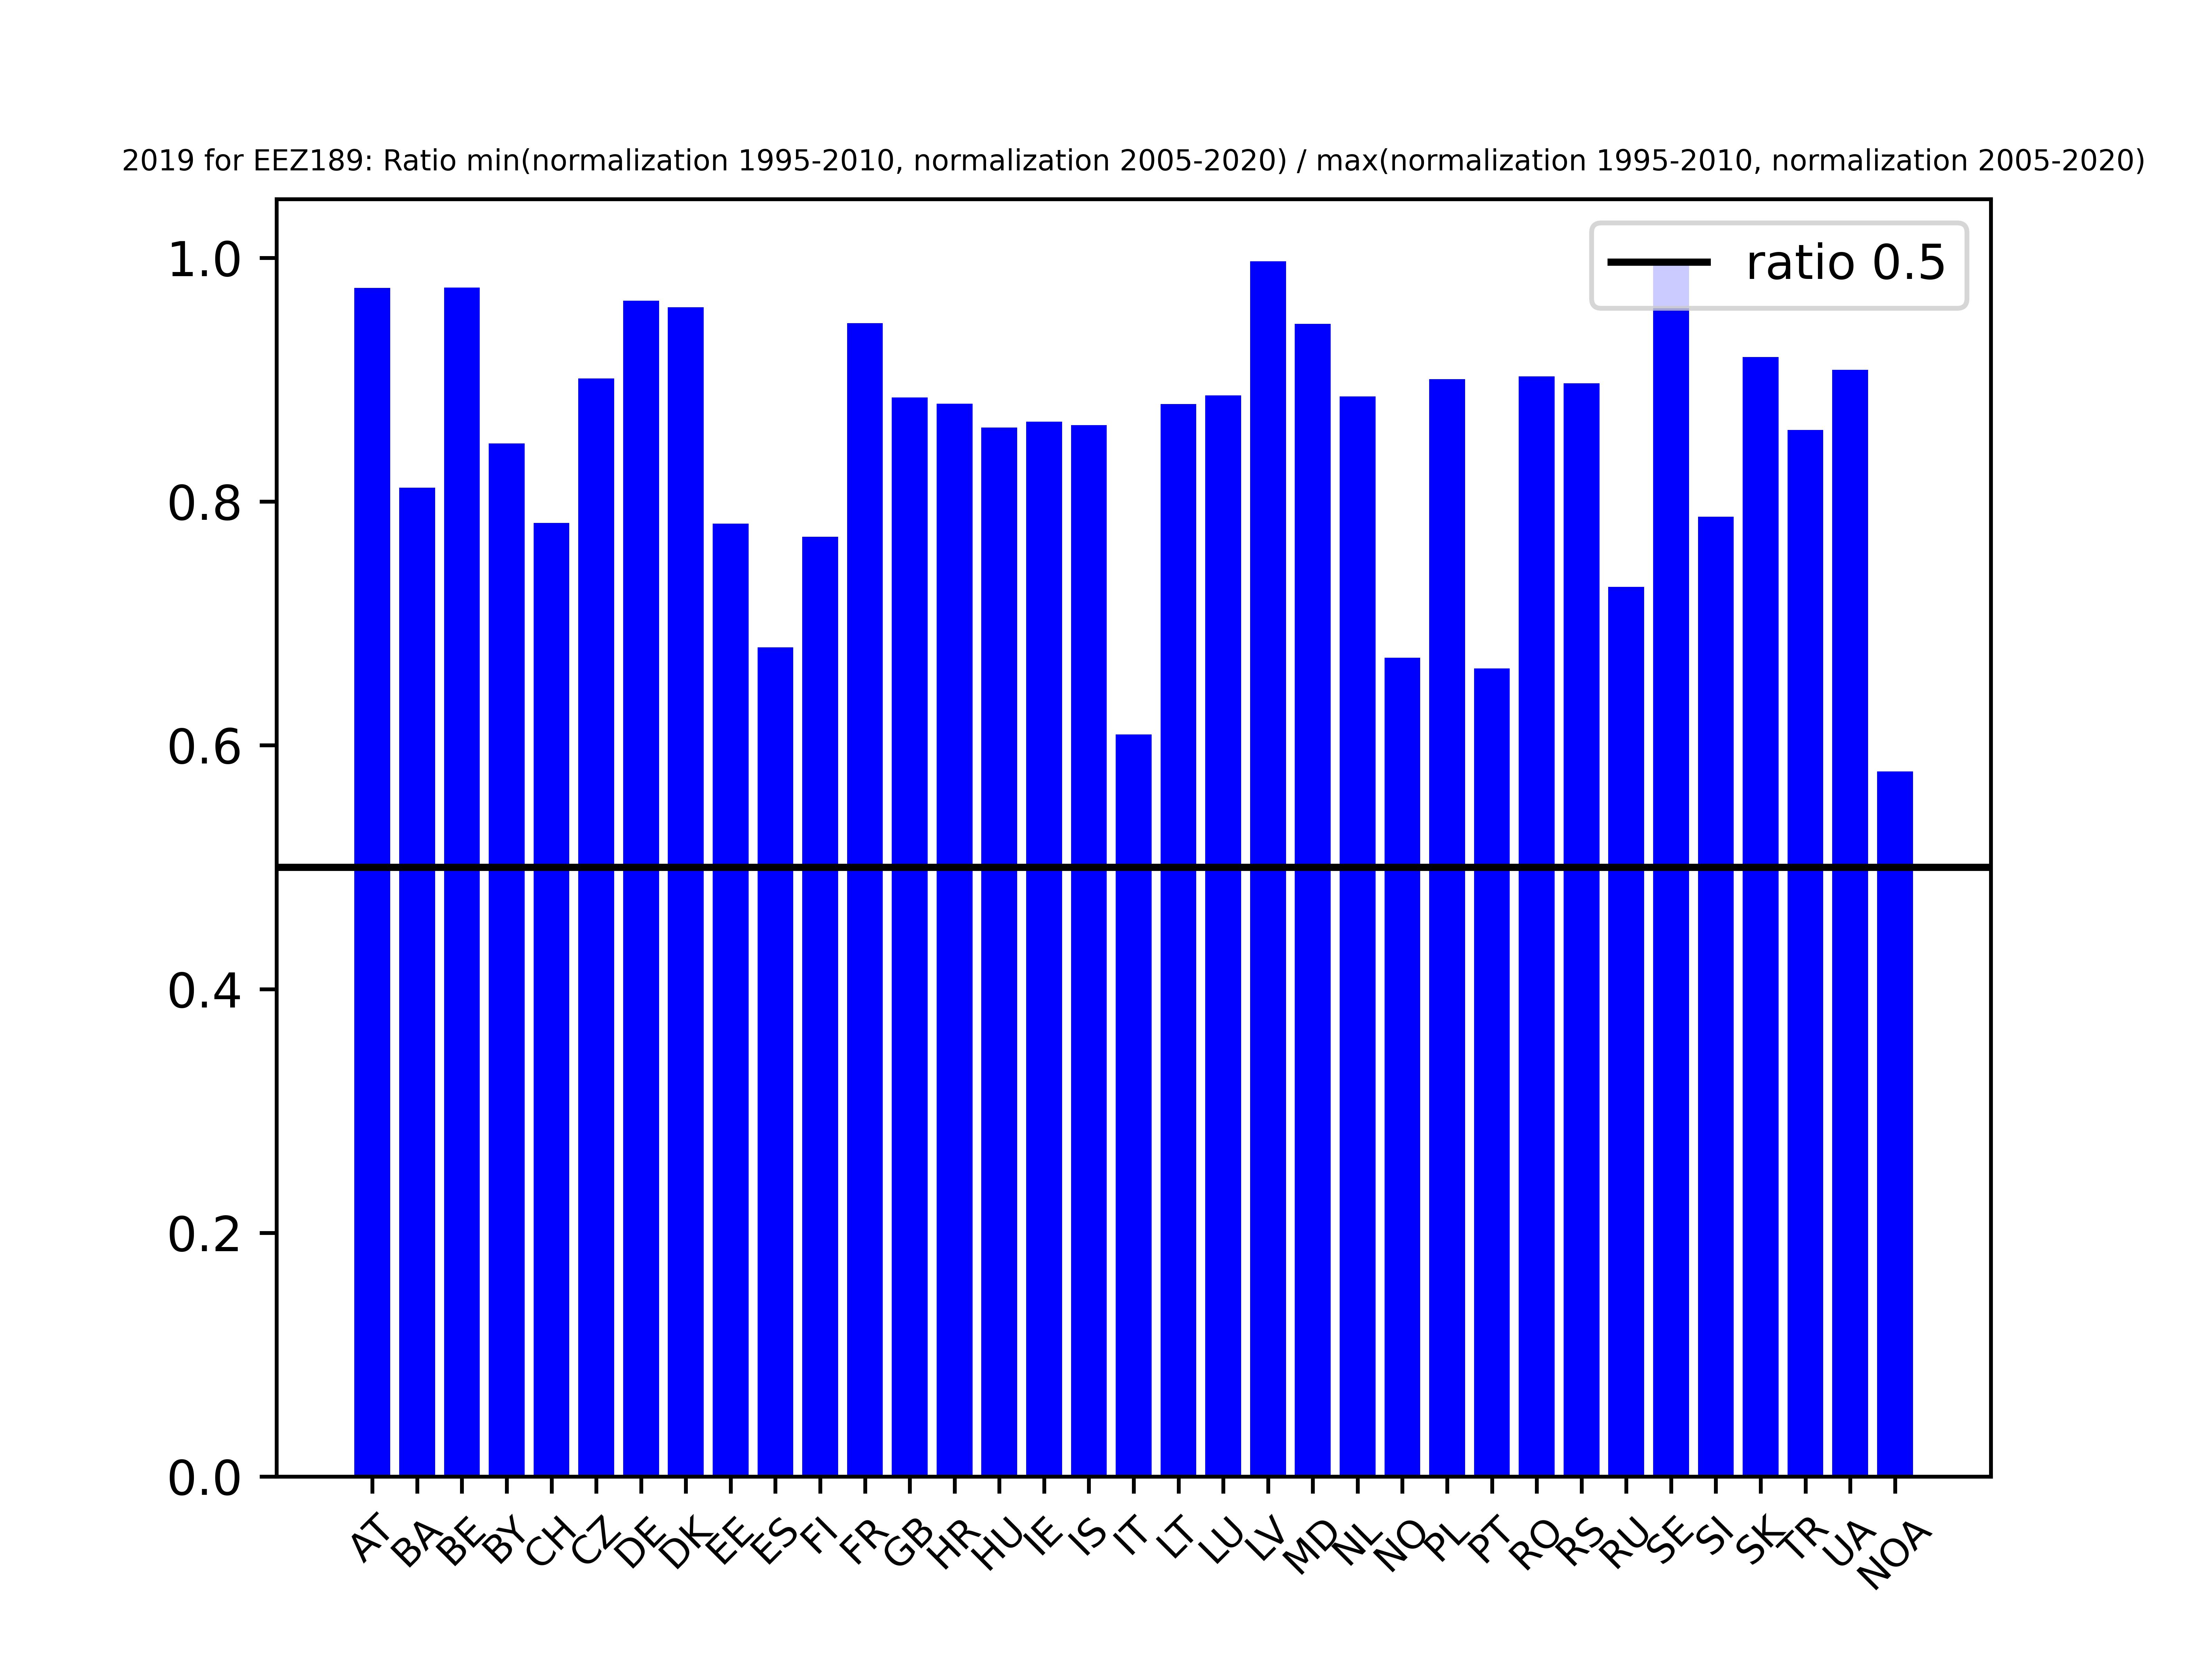 2019 for EEZ189: Ratio min(normalization 1995-2010, normalization 2005-2020) / max(normalization 1995-2010, normalization 2005-2020)
ratio 0.5
1.0
0.8
0.6
0.4
0.2
0.0
AT BA BE BY CH CZ DE DK EE ES FI FR GB HR HU IE IS IT LT LU LV MD NL NO PL PT RO RS RU SE SI SK TR UA NOA